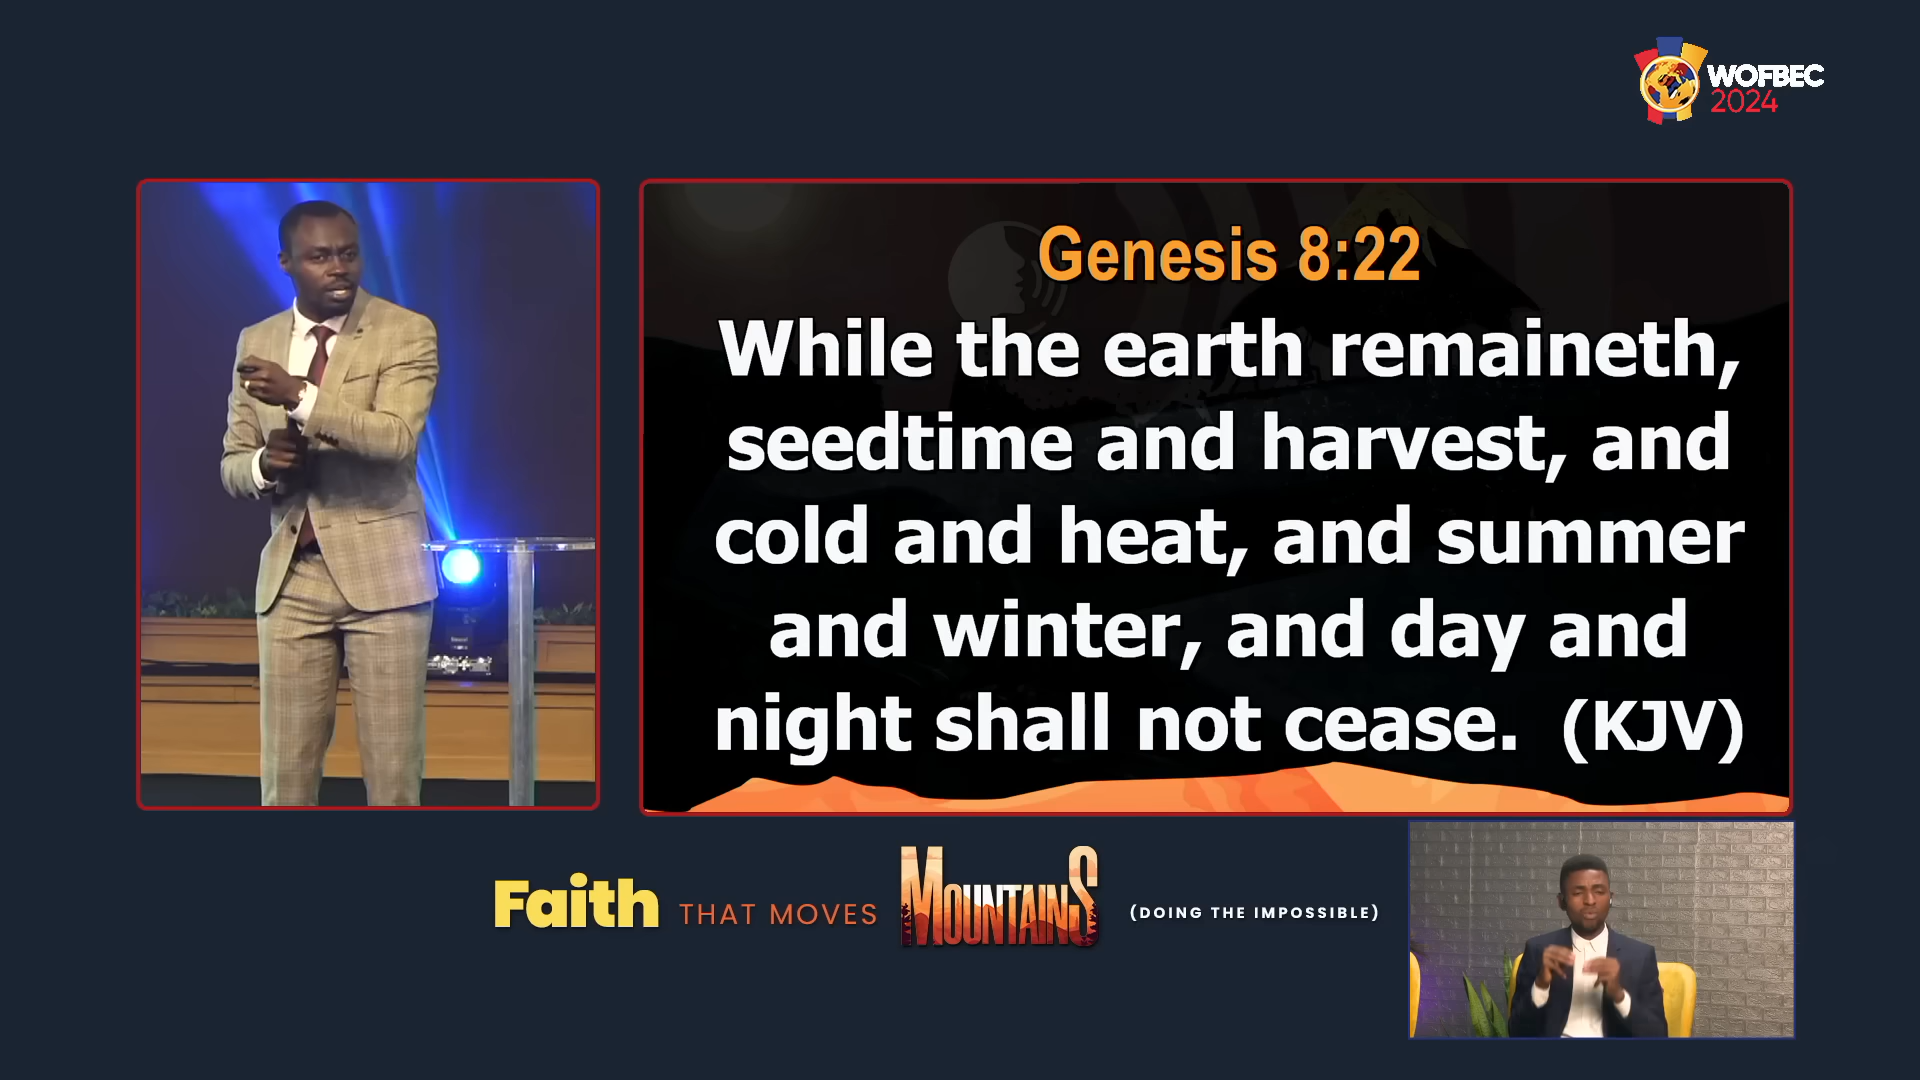 WOFBEC
2024
Genesis 8:22
While the earth remaineth,
seedtime and harvest, and
cold and heat, and summer
and winter, and day and
night shall not cease. (KJV)
Faith THAT MOVES MOUNTAINS (DOING THE IMPOSSIBLE)